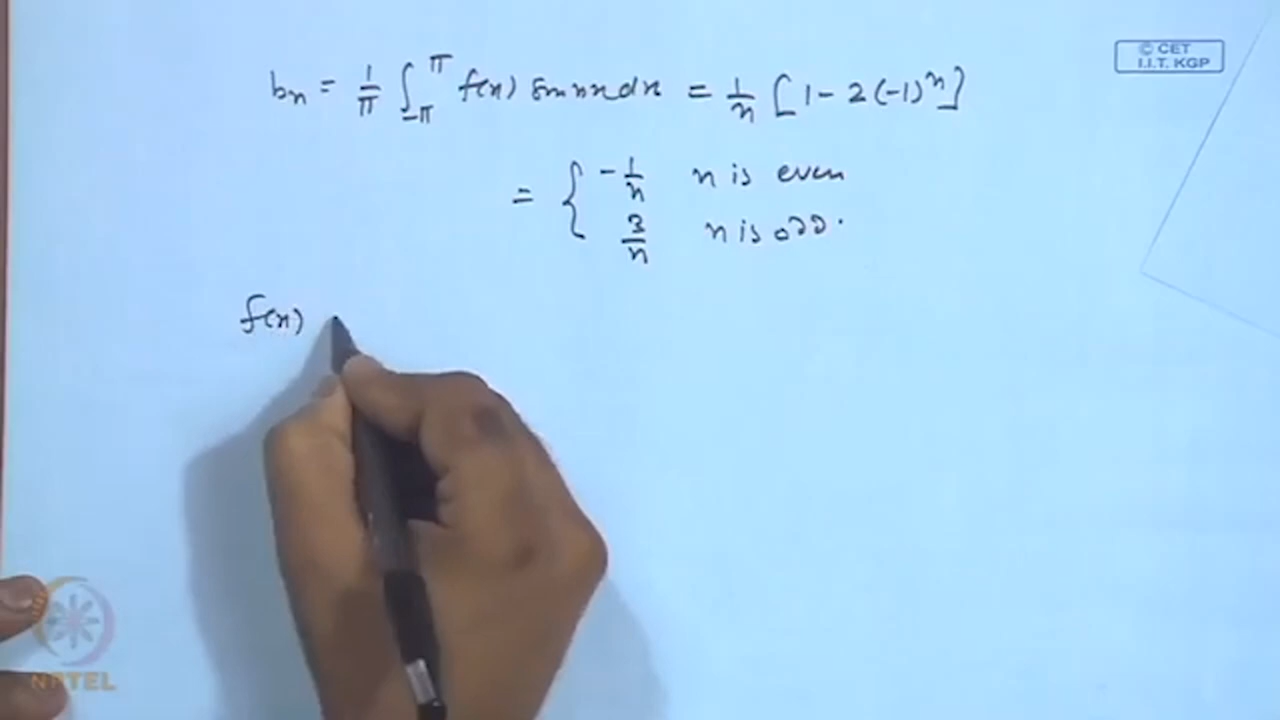 © CET
I.I.T. KGP
bn = 1/π ∫_{-π}^{π} f(x) sin nx dx = 1/n [1 - 2(-1)^n]
= { -1/n n is even
3/n n is odd.
f(x)
NPTEL